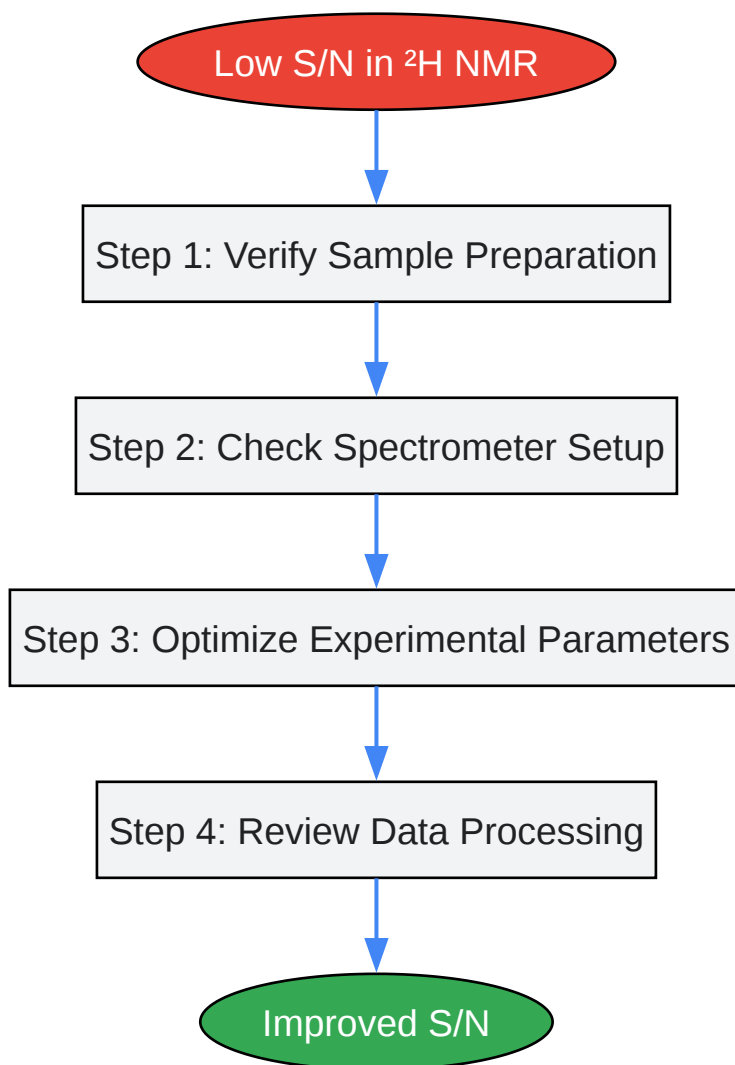 Low S/N in ²H NMR
Step 1: Verify Sample Preparation
Step 2: Check Spectrometer Setup
Step 3: Optimize Experimental Parameters
Step 4: Review Data Processing
Improved S/N